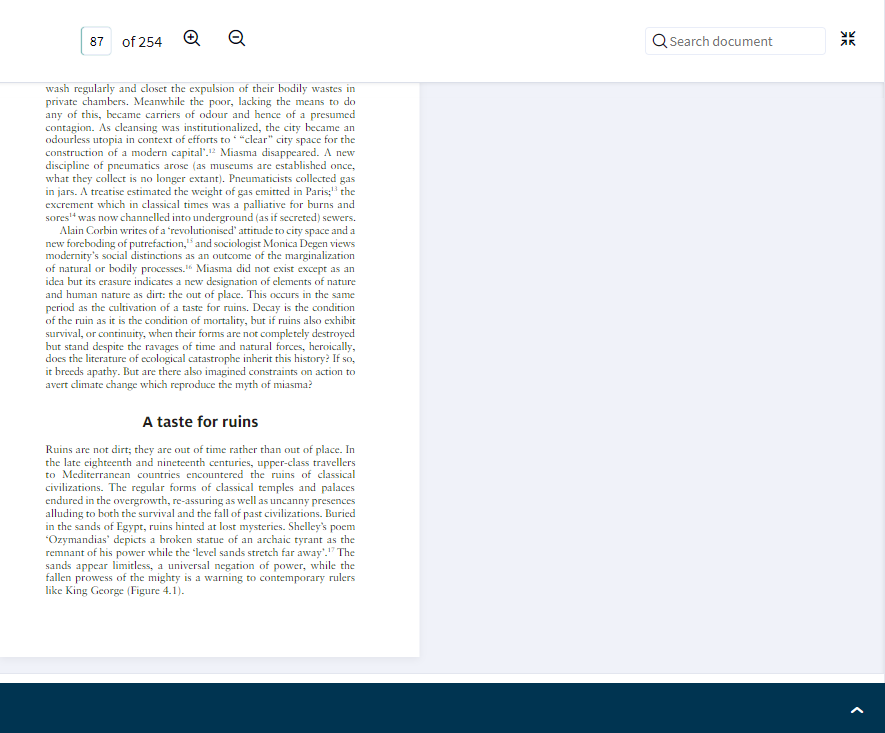 87 of 254
Search document
wash regularly and closet the expulsion of their bodily wastes in
private chambers. Meanwhile the poor, lacking the means to do
any of this, became carriers of odour and hence of a presumed
contagion. As cleansing was institutionalized, the city became an
odourless utopia in context of efforts to ‘ “clear” city space for the
construction of a modern capital’.¹² Miasma disappeared. A new
discipline of pneumatics arose (as museums are established once,
what they collect is no longer extant). Pneumaticists collected gas
in jars. A treatise estimated the weight of gas emitted in Paris;¹³ the
excrement which in classical times was a palliative for burns and
sores¹⁴ was now channelled into underground (as if secreted) sewers.
Alain Corbin writes of a ‘revolutionised’ attitude to city space and a
new foreboding of putrefaction,¹⁵ and sociologist Monica Degen views
modernity’s social distinctions as an outcome of the marginalization
of natural or bodily processes.¹⁶ Miasma did not exist except as an
idea but its erasure indicates a new designation of elements of nature
and human nature as dirt: the out of place. This occurs in the same
period as the cultivation of a taste for ruins. Decay is the condition
of the ruin as it is the condition of mortality, but if ruins also exhibit
survival, or continuity, when their forms are not completely destroyed
but stand despite the ravages of time and natural forces, heroically,
does the literature of ecological catastrophe inherit this history? If so,
it breeds apathy. But are there also imagined constraints on action to
avert climate change which reproduce the myth of miasma?
A taste for ruins
Ruins are not dirt; they are out of time rather than out of place. In
the late eighteenth and nineteenth centuries, upper-class travellers
to Mediterranean countries encountered the ruins of classical
civilizations. The regular forms of classical temples and palaces
endured in the overgrowth, re-assuring as well as uncanny presences
alluding to both the survival and the fall of past civilizations. Buried
in the sands of Egypt, ruins hinted at lost mysteries. Shelley’s poem
‘Ozymandias’ depicts a broken statue of an archaic tyrant as the
remnant of his power while the ‘level sands stretch far away’.¹⁷ The
sands appear limitless, a universal negation of power, while the
fallen prowess of the mighty is a warning to contemporary rulers
like King George (Figure 4.1).